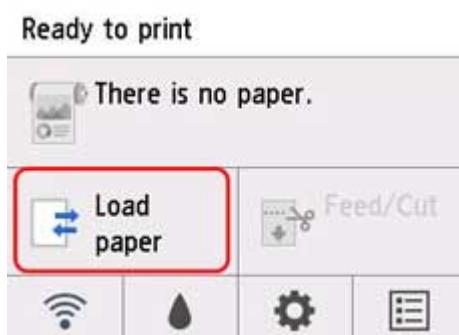 Ready to print
There is no paper.
Load
paper
Feed/Cut